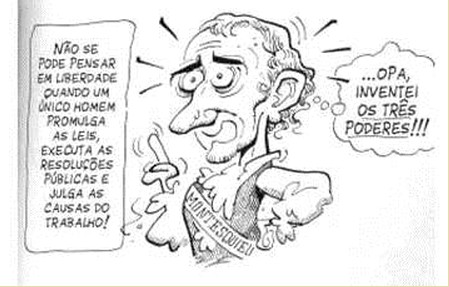 NÃO SE
PODE PENSAR
EM LIBERDADE
QUANDO UM
ÚNICO HOMEM
PROMULGA
AS LEIS,
EXECUTA AS
RESOLUÇÕES
PÚBLICAS E
JULGA AS
CAUSAS DO
TRABALHO!
...OPA,
INVENTEI
OS TRÊS
PODERES!!!
MONTESQUIEU